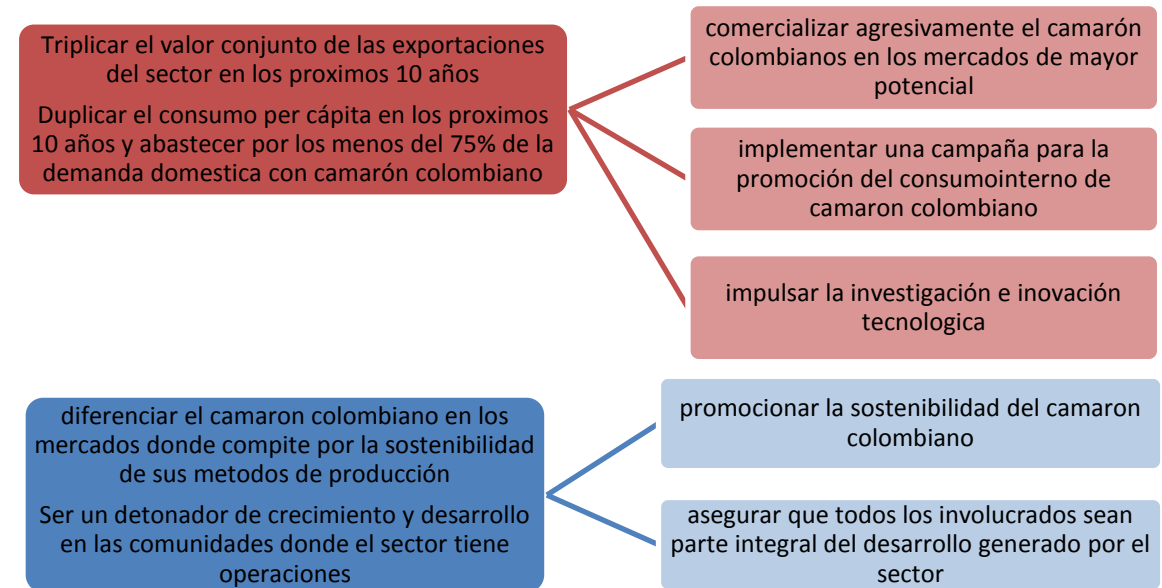 Triplicar el valor conjunto de las exportaciones
del sector en los proximos 10 años
Duplicar el consumo per cápita en los proximos
10 años y abastecer por los menos del 75% de la
demanda domestica con camarón colombiano
comercializar agresivamente el camarón
colombianos en los mercados de mayor
potencial
implementar una campaña para la
promoción del consumointerno de
camaron colombiano
impulsar la investigación e inovación
tecnologica
diferenciar el camaron colombiano en los
mercados donde compite por la sostenibilidad
de sus metodos de producción
Ser un detonador de crecimiento y desarrollo
en las comunidades donde el sector tiene
operaciones
promocionar la sostenibilidad del camaron
colombiano
asegurar que todos los involucrados sean
parte integral del desarrollo generado por el
sector